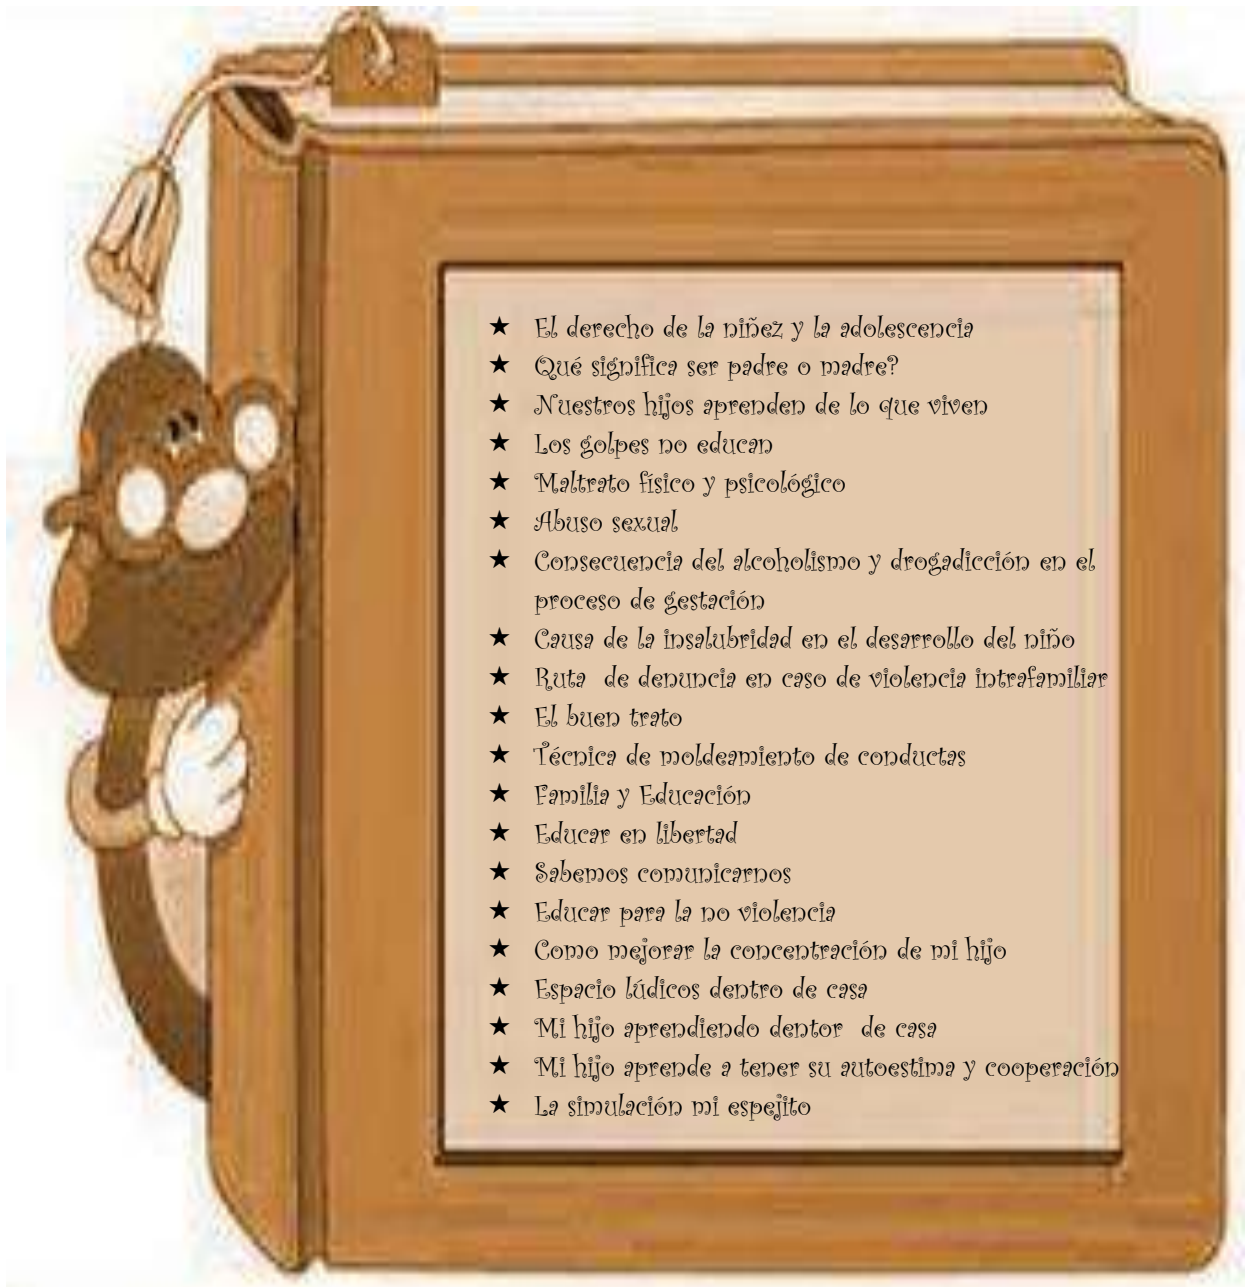 ★ El derecho de la niñez y la adolescencia
★ Qué significa ser padre o madre?
★ Nuestros hijos aprenden de lo que viven
★ Los golpes no educan
★ Maltrato físico y psicológico
★ Abuso sexual
★ Consecuencia del alcoholismo y drogadicción en el
proceso de gestación
★ Causa de la insalubridad en el desarrollo del niño
★ Ruta de denuncia en caso de violencia intrafamiliar
★ El buen trato
★ Técnica de moldeamiento de conductas
★ Familia y Educación
★ Educar en libertad
★ Sabemos comunicarnos
★ Educar para la no violencia
★ Como mejorar la concentración de mi hijo
★ Espacio lúdicos dentro de casa
★ Mi hijo aprendiendo dentor de casa
★ Mi hijo aprende a tener su autoestima y cooperación
★ La simulación mi espejito